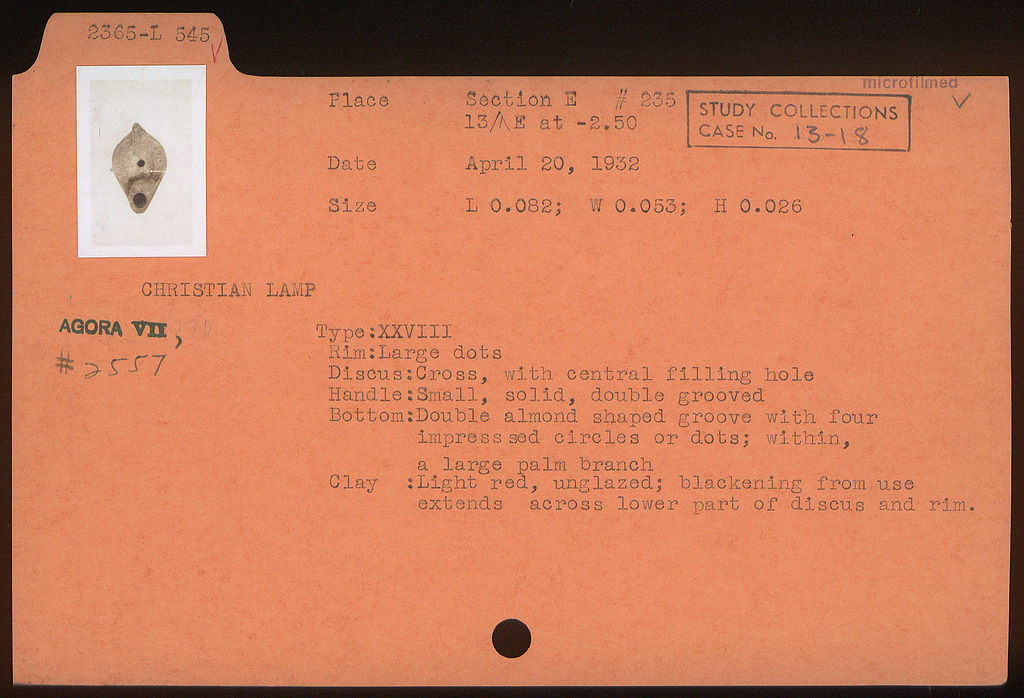 2365-L 545
microfilmed
Place Section E # 235
13/Λ E at -2.50
STUDY COLLECTIONS
CASE No. 13-18
Date April 20, 1932
Size L 0.082; W 0.053; H 0.026
CHRISTIAN LAMP
AGORA VII,
# 2557
Type:XXVIII
Rim:Large dots
Discus:Cross, with central filling hole
Handle:Small, solid, double grooved
Bottom:Double almond shaped groove with four
impresssed circles or dots; within,
a large palm branch
Clay :Light red, unglazed; blackening from use
extends across lower part of discus and rim.